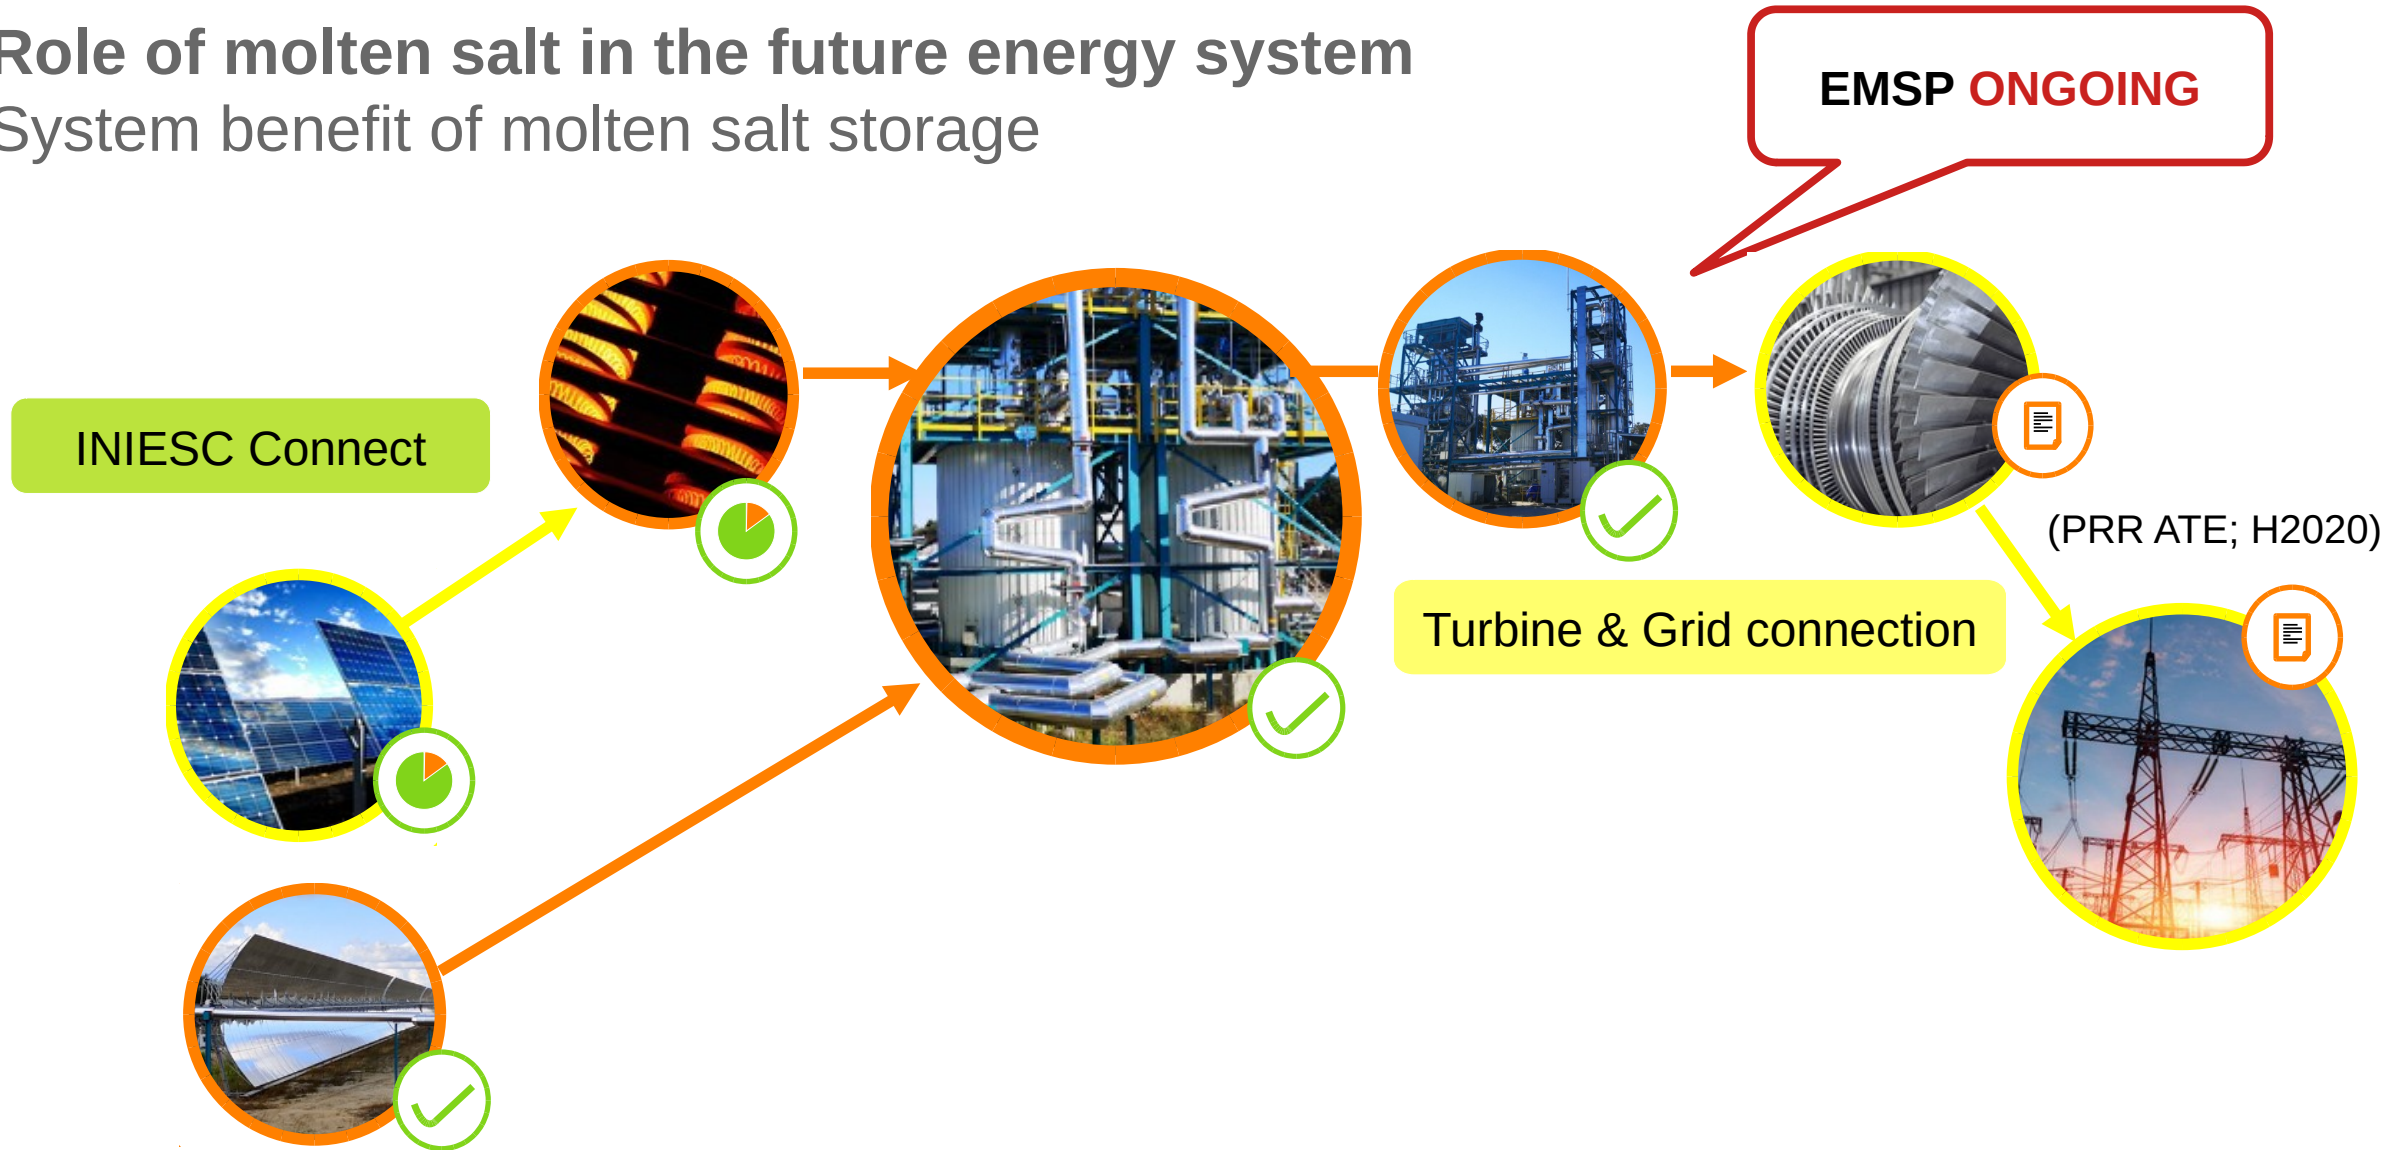 Role of molten salt in the future energy system
System benefit of molten salt storage
EMSP ONGOING
INIESC Connect
(PRR ATE; H2020)
Turbine & Grid connection